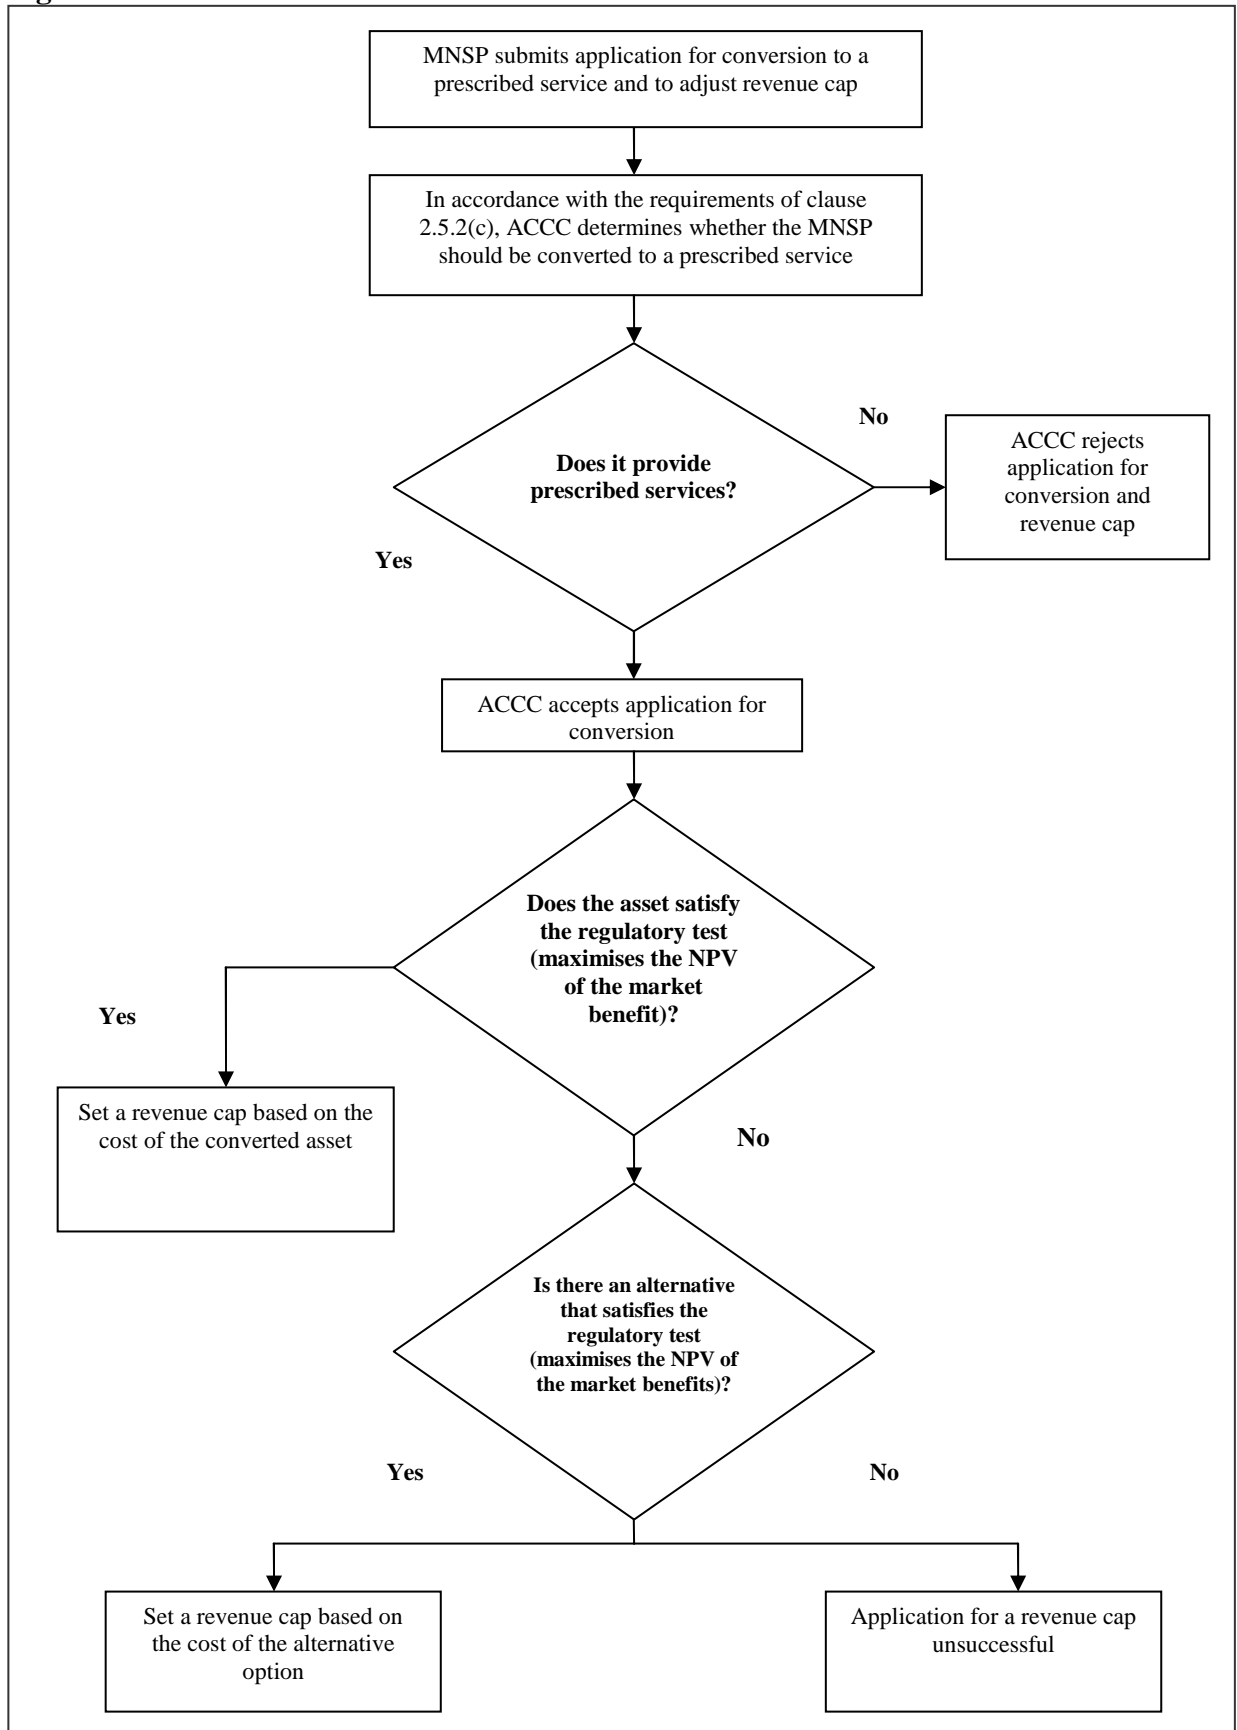 MNSP submits application for conversion to a
prescribed service and to adjust revenue cap
In accordance with the requirements of clause
2.5.2(c), ACCC determines whether the MNSP
should be converted to a prescribed service
No
Does it provide
prescribed services?
ACCC rejects
application for
conversion and
revenue cap
Yes
ACCC accepts application for
conversion
Does the asset satisfy
the regulatory test
(maximises the NPV
of the market
benefit)?
Yes
Set a revenue cap based on the
cost of the converted asset
No
Is there an alternative
that satisfies the
regulatory test
(maximises the NPV of
the market benefits)?
Yes
No
Set a revenue cap based on
the cost of the alternative
option
Application for a revenue cap
unsuccessful